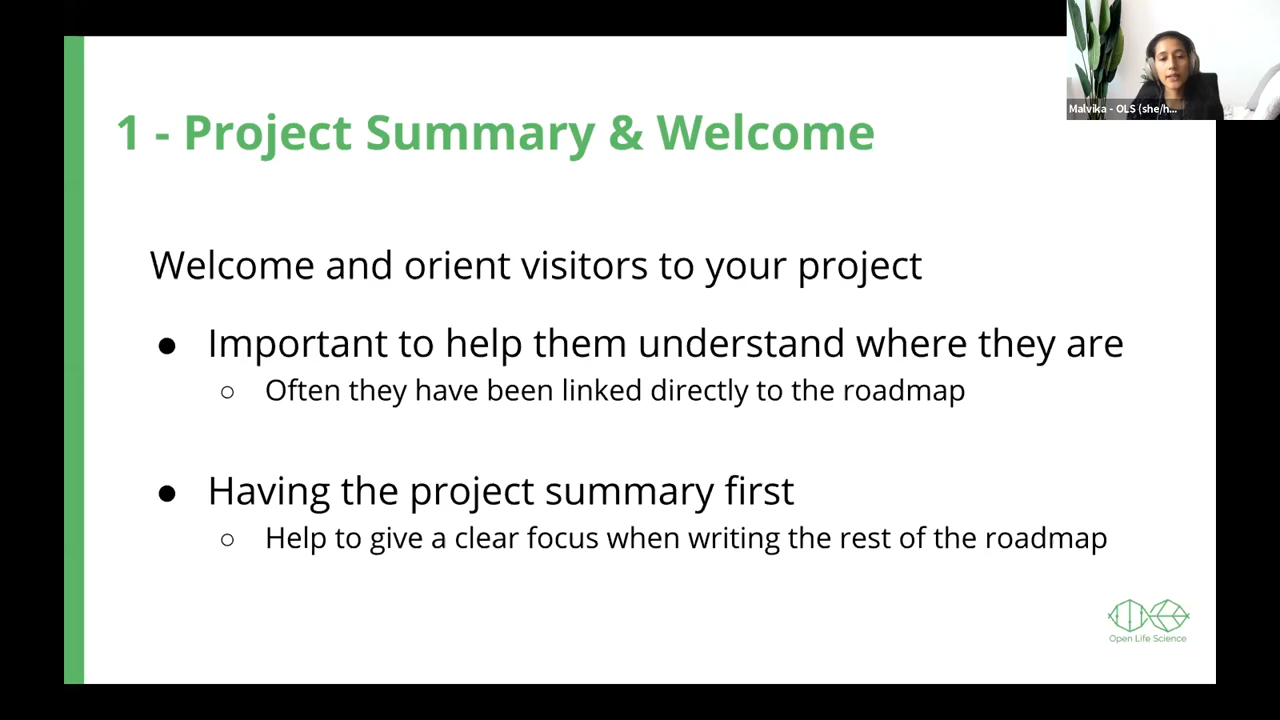 Malvika - OLS (she/h...
1 - Project Summary & Welcome
Welcome and orient visitors to your project
● Important to help them understand where they are
○ Often they have been linked directly to the roadmap
● Having the project summary first
○ Help to give a clear focus when writing the rest of the roadmap
Open Life Science